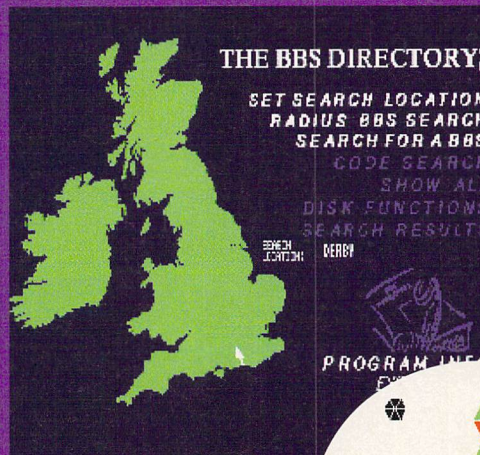 THE BBS DIRECTORY
SET SEARCH LOCATION
RADIUS BBS SEARCH
SEARCH FOR A BBS
CODE SEARCH
SHOW AL
DISK FUNCTIONS
SEARCH RESULT
SEARCH
LOCATION: DERBY
PROGRAM INF